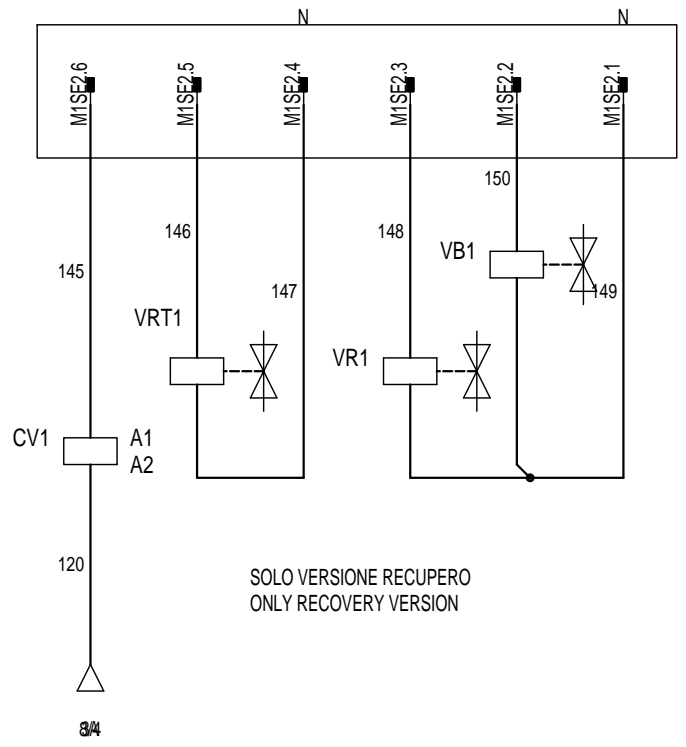 N N
M1SE2.6 M1SE2.5 M1SE2.4 M1SE2.3 M1SE2.2 M1SE2.1
150
146 148
VB1
145
147 149
VRT1
VR1
CV1 A1
A2
120
SOLO VERSIONE RECUPERO
ONLY RECOVERY VERSION